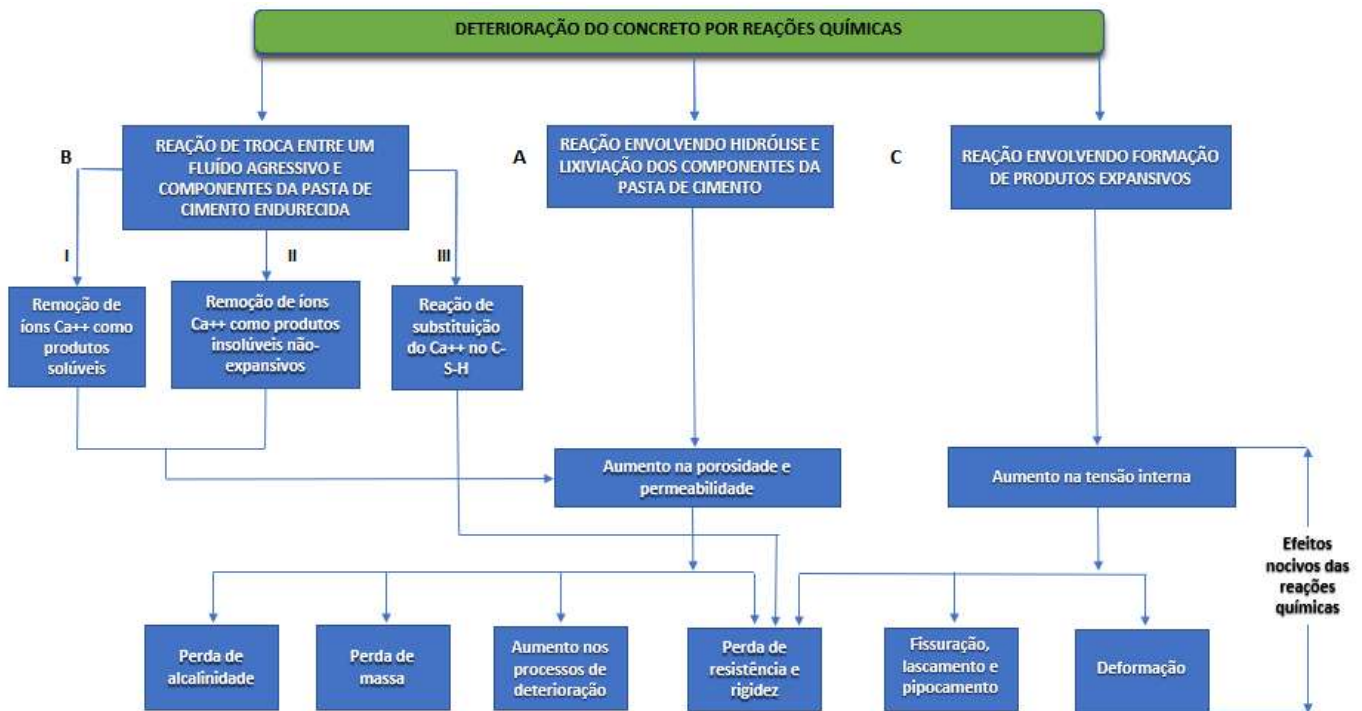 DETERIORAÇÃO DO CONCRETO POR REAÇÕES QUÍMICAS
B
REAÇÃO DE TROCA ENTRE UM
FLUÍDO AGRESSIVO E
COMPONENTES DA PASTA DE
CIMENTO ENDURECIDA
A
REAÇÃO ENVOLVENDO HIDRÓLISE E
LIXIVIAÇÃO DOS COMPONENTES DA
PASTA DE CIMENTO
C
REAÇÃO ENVOLVENDO FORMAÇÃO
DE PRODUTOS EXPANSIVOS
I
II
III
Remoção de
íons Ca++ como
produtos
solúveis
Remoção de íons
Ca++ como produtos
insolúveis não-
expansivos
Reação de
substituição
do Ca++ no C-
S-H
Aumento na porosidade e
permeabilidade
Aumento na tensão interna
Efeitos
nocivos das
reações
químicas
Perda de
alcalinidade
Perda de
massa
Aumento nos
processos de
deterioração
Perda de
resistência e
rigidez
Fissuração,
lascamento e
pipocamento
Deformação